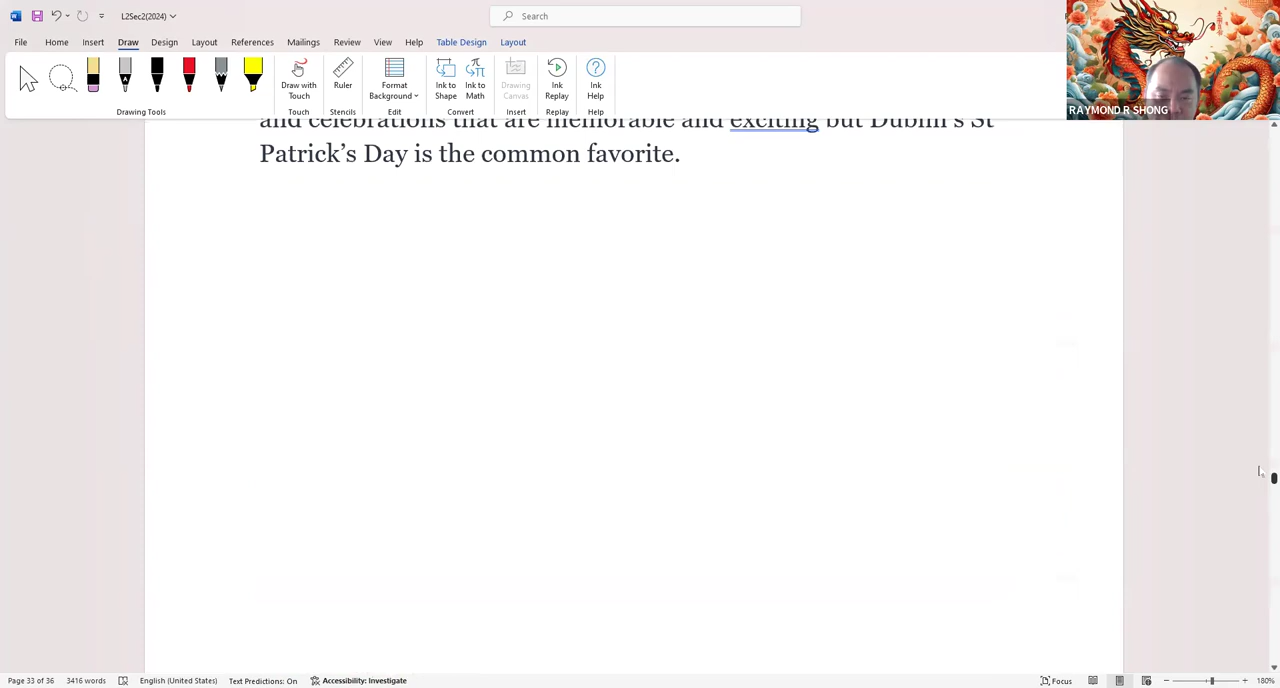 L2Sec2(2024)
Search
File Home Insert Draw Design Layout References Mailings Review View Help Table Design Layout
Draw with Touch
Ruler
Format Background
Ink to Shape
Ink to Math
Drawing Canvas
Ink Replay
Ink Help
Drawing Tools Touch Stencils Edit Convert Insert Replay Help
RAYMOND R SHONG
and celebrations that are memorable and exciting but Dublin's St
Patrick's Day is the common favorite.
Page 33 of 36 3416 words English (United States) Text Predictions: On Accessibility: Investigate Focus 180%